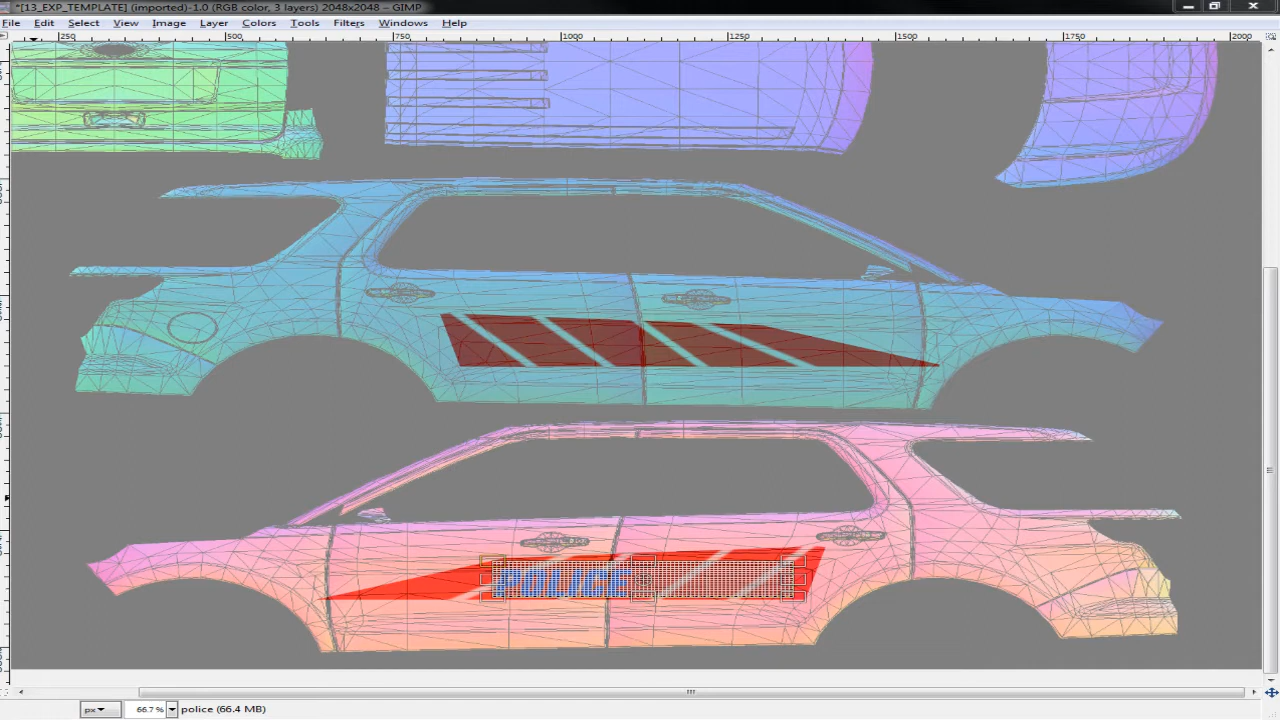 *[13_EXP_TEMPLATE] (imported)-1.0 (RGB color, 3 layers) 2048x2048 – GIMP
File Edit Select View Image Layer Colors Tools Filters Windows Help
250 500 750 1000 1250 1500 1750 2000
POLICE
px 66.7 % police (66.4 MB)